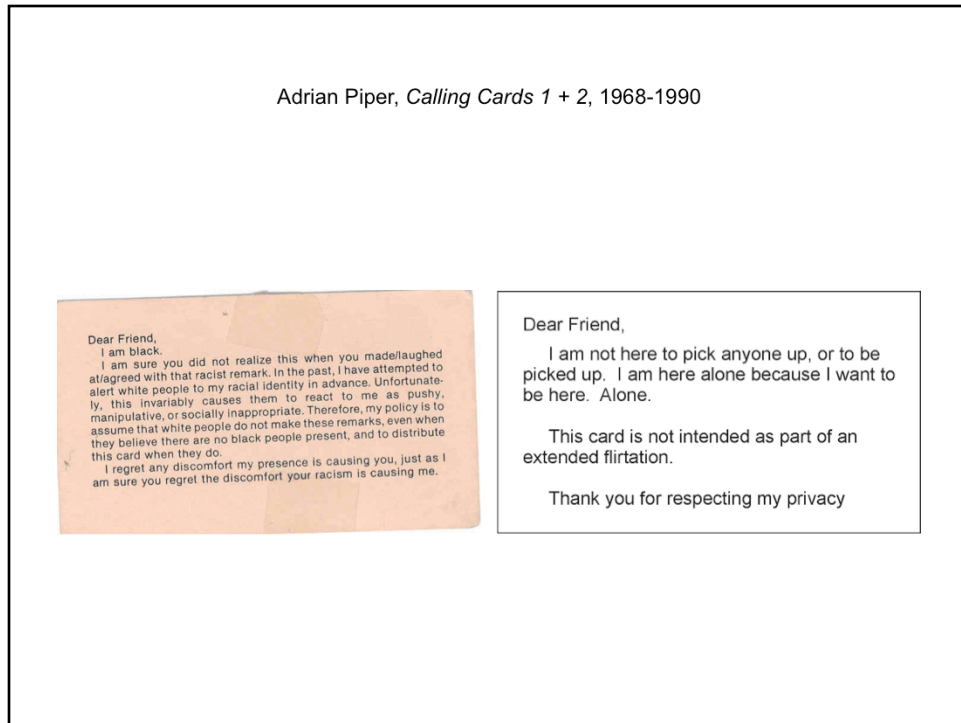 Adrian Piper, Calling Cards 1 + 2, 1968-1990
Dear Friend,
I am black.
I am sure you did not realize this when you made/laughed
at/agreed with that racist remark. In the past, I have attempted to
alert white people to my racial identity in advance. Unfortunate-
ly, this invariably causes them to react to me as pushy,
manipulative, or socially inappropriate. Therefore, my policy is to
assume that white people do not make these remarks, even when
they believe there are no black people present, and to distribute
this card when they do.
I regret any discomfort my presence is causing you, just as I
am sure you regret the discomfort your racism is causing me.
Dear Friend,
I am not here to pick anyone up, or to be
picked up.  I am here alone because I want to
be here.  Alone.
This card is not intended as part of an
extended flirtation.
Thank you for respecting my privacy